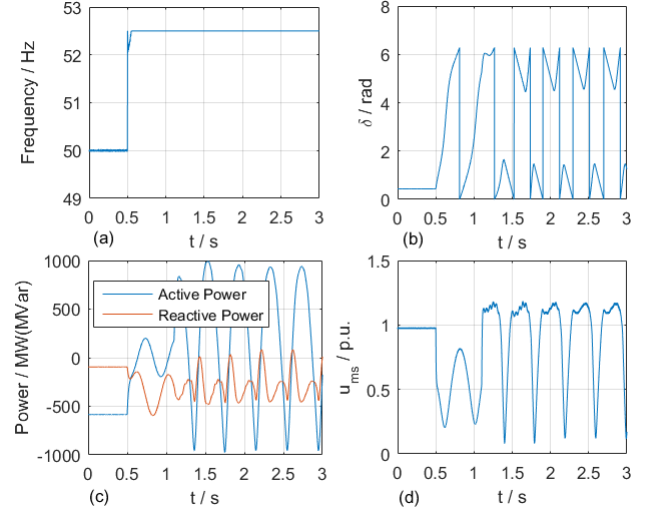 53
52
51
50
49
Frequency / Hz
0 0.5 1 1.5 2 2.5 3
(a)
t / s
8
6
4
2
0
δ / rad
0 0.5 1 1.5 2 2.5 3
(b)
t / s
1000
500
0
-500
-1000
Power / MW(MVar)
Active Power
Reactive Power
0 0.5 1 1.5 2 2.5 3
(c)
t / s
1.5
1
0.5
0
u_ms / p.u.
0 0.5 1 1.5 2 2.5 3
(d)
t / s